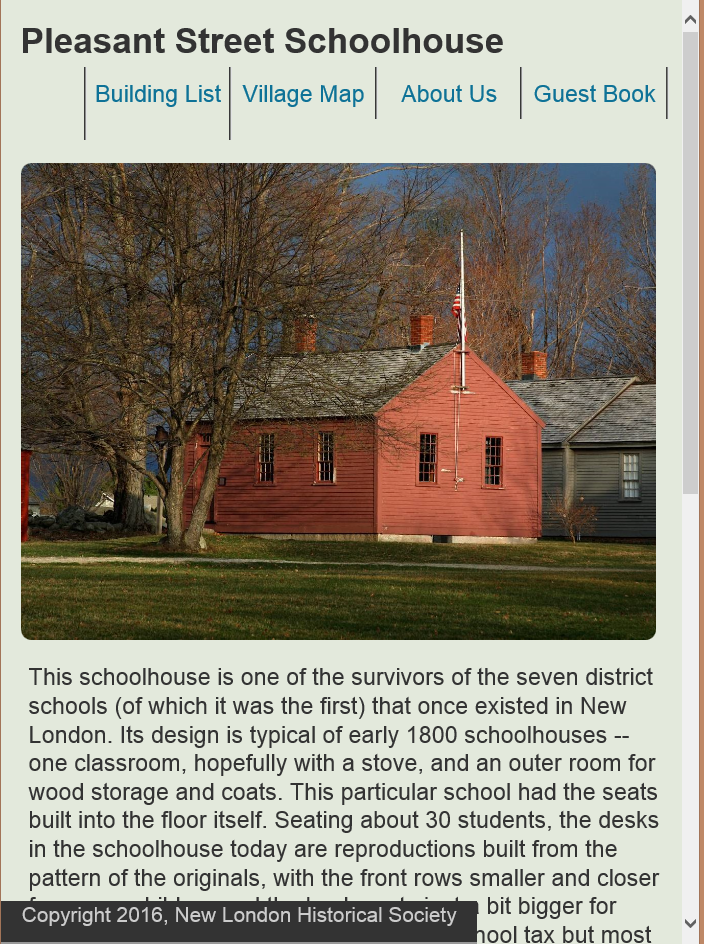 Pleasant Street Schoolhouse
Building List Village Map About Us Guest Book
This schoolhouse is one of the survivors of the seven district
schools (of which it was the first) that once existed in New
London. Its design is typical of early 1800 schoolhouses --
one classroom, hopefully with a stove, and an outer room for
wood storage and coats. This particular school had the seats
built into the floor itself. Seating about 30 students, the desks
in the schoolhouse today are reproductions built from the
pattern of the originals, with the front rows smaller and closer
bit bigger for
tax but most
Copyright 2016, New London Historical Society